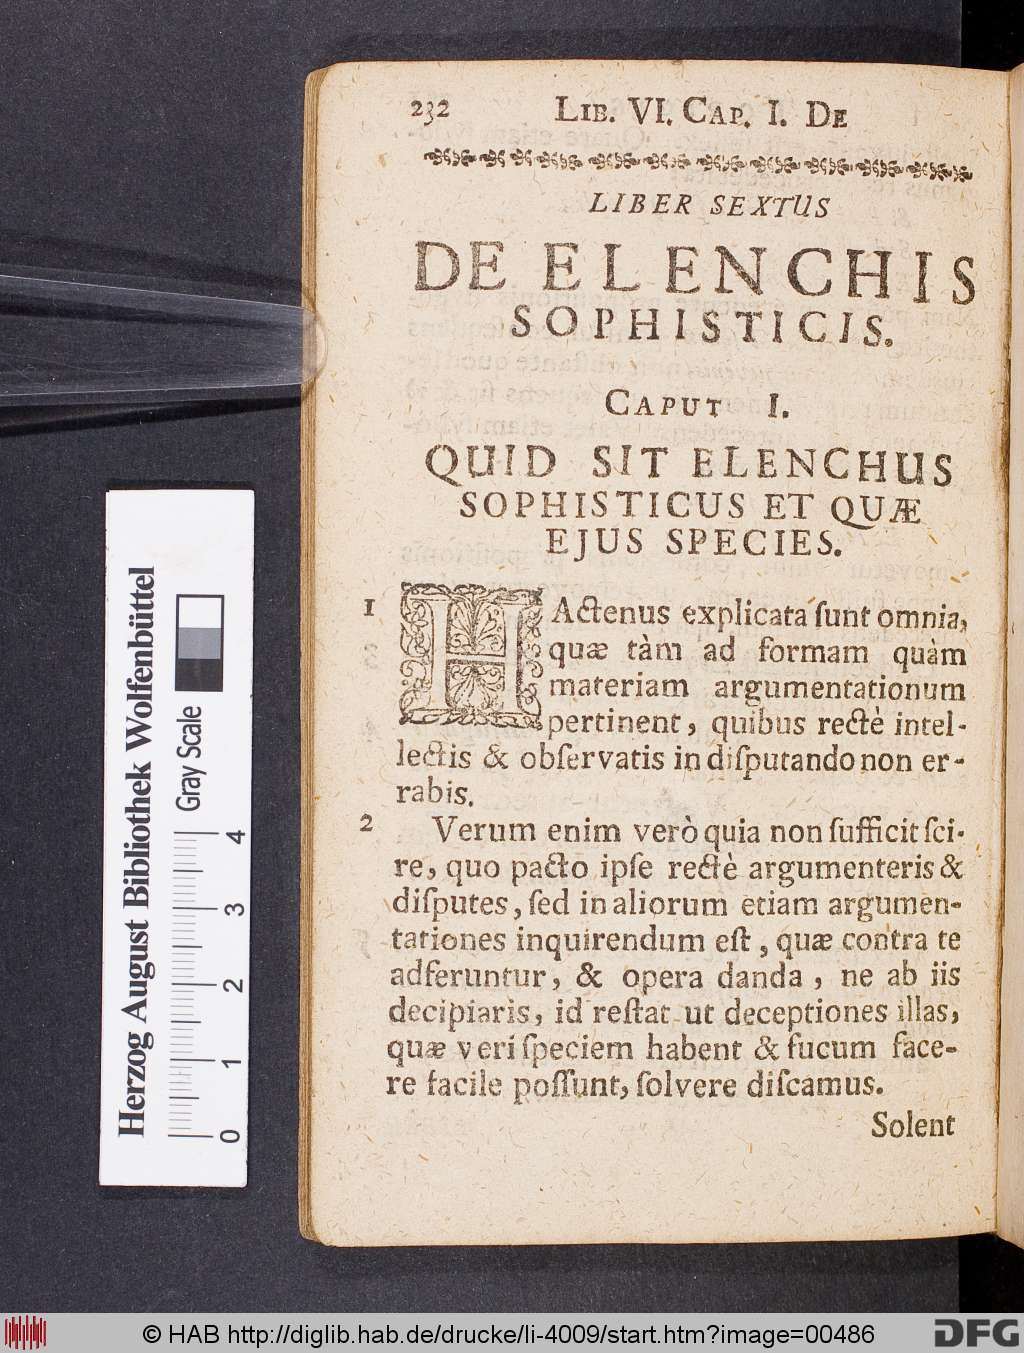 232 LIB. VI. CAP. I. DE
LIBER SEXTUS
DE ELENCHIS
SOPHISTICIS.
CAPUT I.
QUID SIT ELENCHUS
SOPHISTICUS ET QUÆ
EJUS SPECIES.
1 HActenus explicata ſunt omnia,
quæ tàm ad formam quàm
materiam argumentationum
pertinent, quibus rectè intel-
lectis & obſervatis in diſputando non er-
rabis.
2 Verum enim verò quia non ſufficit ſci-
re, quo pacto ipſe rectè argumenteris &
diſputes, ſed in aliorum etiam argumen-
tationes inquirendum eſt, quæ contra te
adferuntur, & opera danda, ne ab iis
decipiaris, id reſtat ut deceptiones illas,
quæ veri ſpeciem habent & fucum face-
re facile poſſunt, ſolvere diſcamus.
Solent
Herzog August Bibliothek Wolfenbüttel
Gray Scale
0 1 2 3 4
© HAB http://diglib.hab.de/drucke/li-4009/start.htm?image=00486
DFG